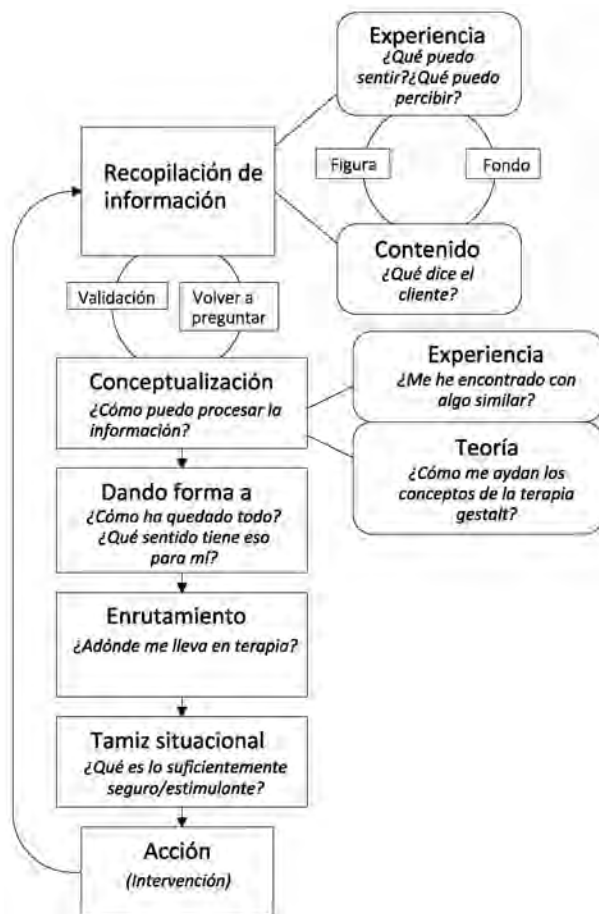 Experiencia
¿Qué puedo
sentir?¿Qué puedo
percibir?
Recopilación de
información
Figura
Fondo
Contenido
¿Qué dice el
cliente?
Validación
Volver a
preguntar
Conceptualización
¿Cómo puedo procesar la
información?
Experiencia
¿Me he encontrado con
algo similar?
Teoría
¿Cómo me aydan los
conceptos de la terapia
gestalt?
Dando forma a
¿Cómo ha quedado todo?
¿Qué sentido tiene eso
para mí?
Enrutamiento
¿Adónde me lleva en terapia?
Tamiz situacional
¿Qué es lo suficientemente
seguro/estimulante?
Acción
(Intervención)